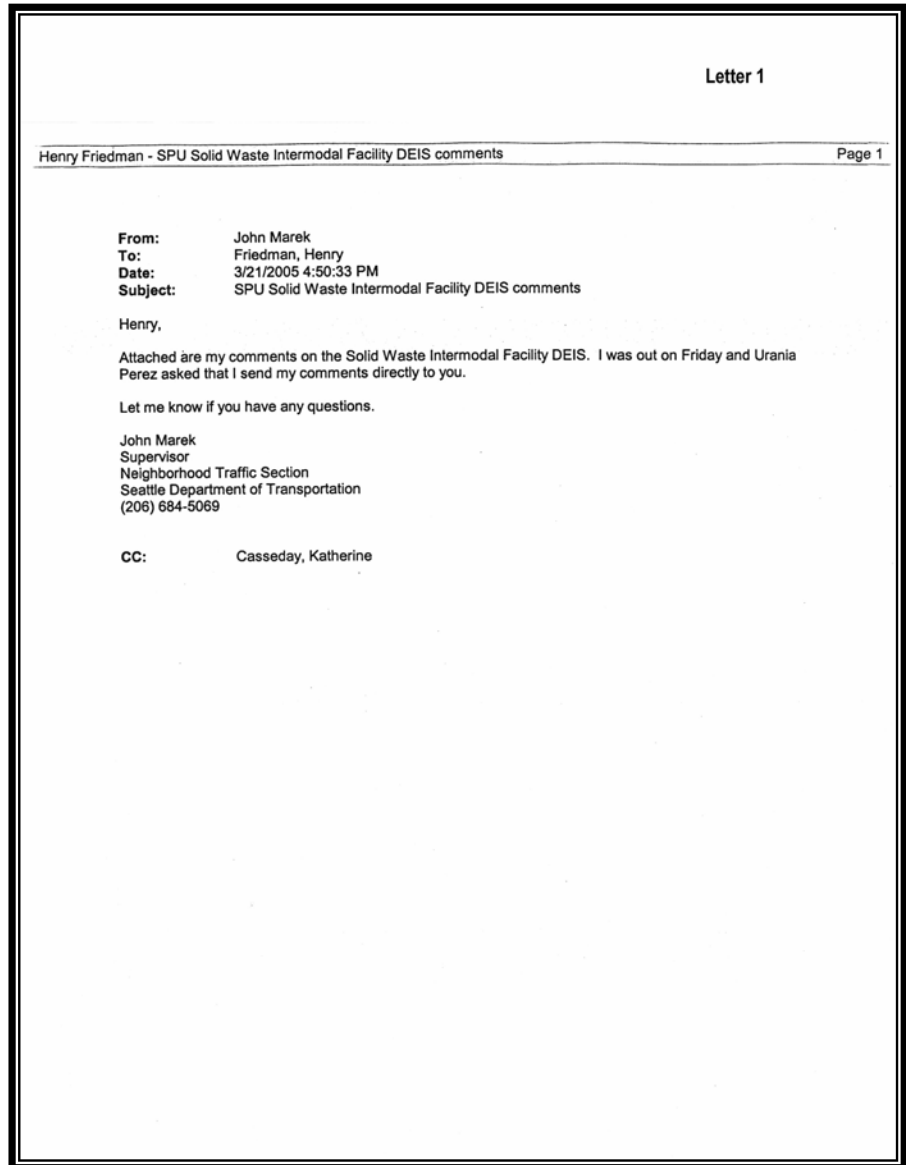 Letter 1
Henry Friedman - SPU Solid Waste Intermodal Facility DEIS comments Page 1
From: John Marek
To: Friedman, Henry
Date: 3/21/2005 4:50:33 PM
Subject: SPU Solid Waste Intermodal Facility DEIS comments
Henry,
Attached are my comments on the Solid Waste Intermodal Facility DEIS. I was out on Friday and Urania
Perez asked that I send my comments directly to you.
Let me know if you have any questions.
John Marek
Supervisor
Neighborhood Traffic Section
Seattle Department of Transportation
(206) 684-5069
CC: Casseday, Katherine